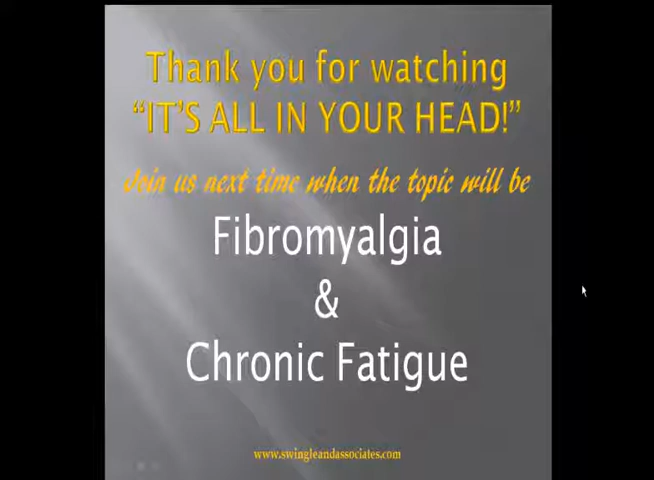 Thank you for watching
“IT’S ALL IN YOUR HEAD!”
Join us next time when the topic will be
Fibromyalgia
&
Chronic Fatigue
www.swingleandassociates.com